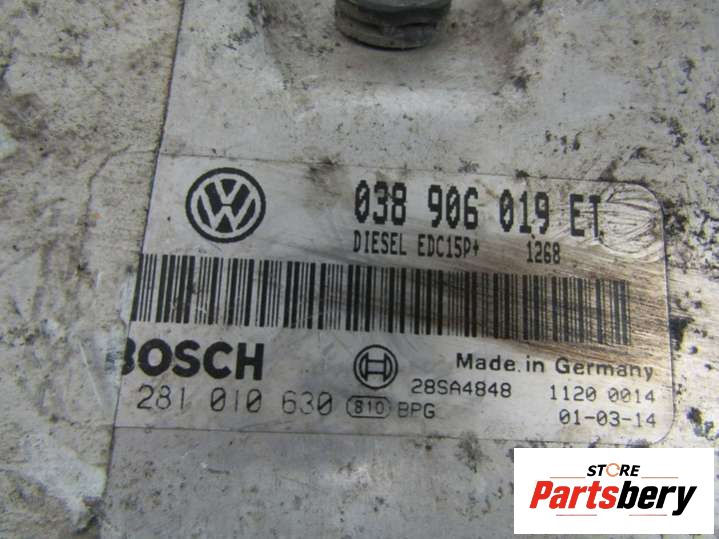 038 906 019 ET
DIESEL EDC15P+ 1268
BOSCH
Made in Germany
28SA4848 1120 0014
281 010 630 810 BPG
01-03-14
STORE
Partsbery